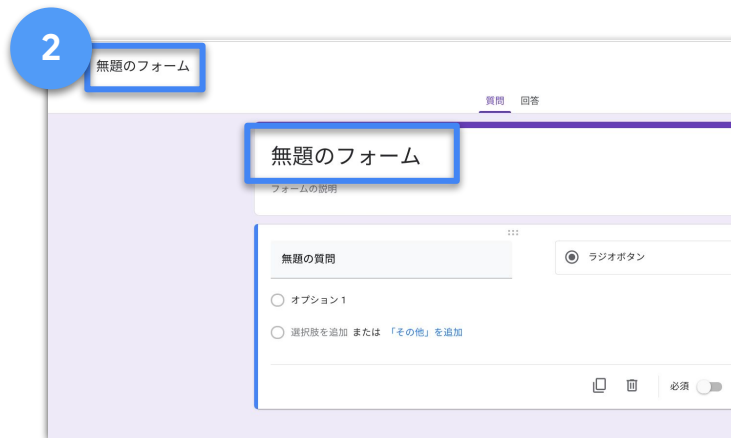 2
無題のフォーム
質問 回答
無題のフォーム
フォームの説明
無題の質問
ラジオボタン
オプション 1
選択肢を追加 または 「その他」を追加
必須